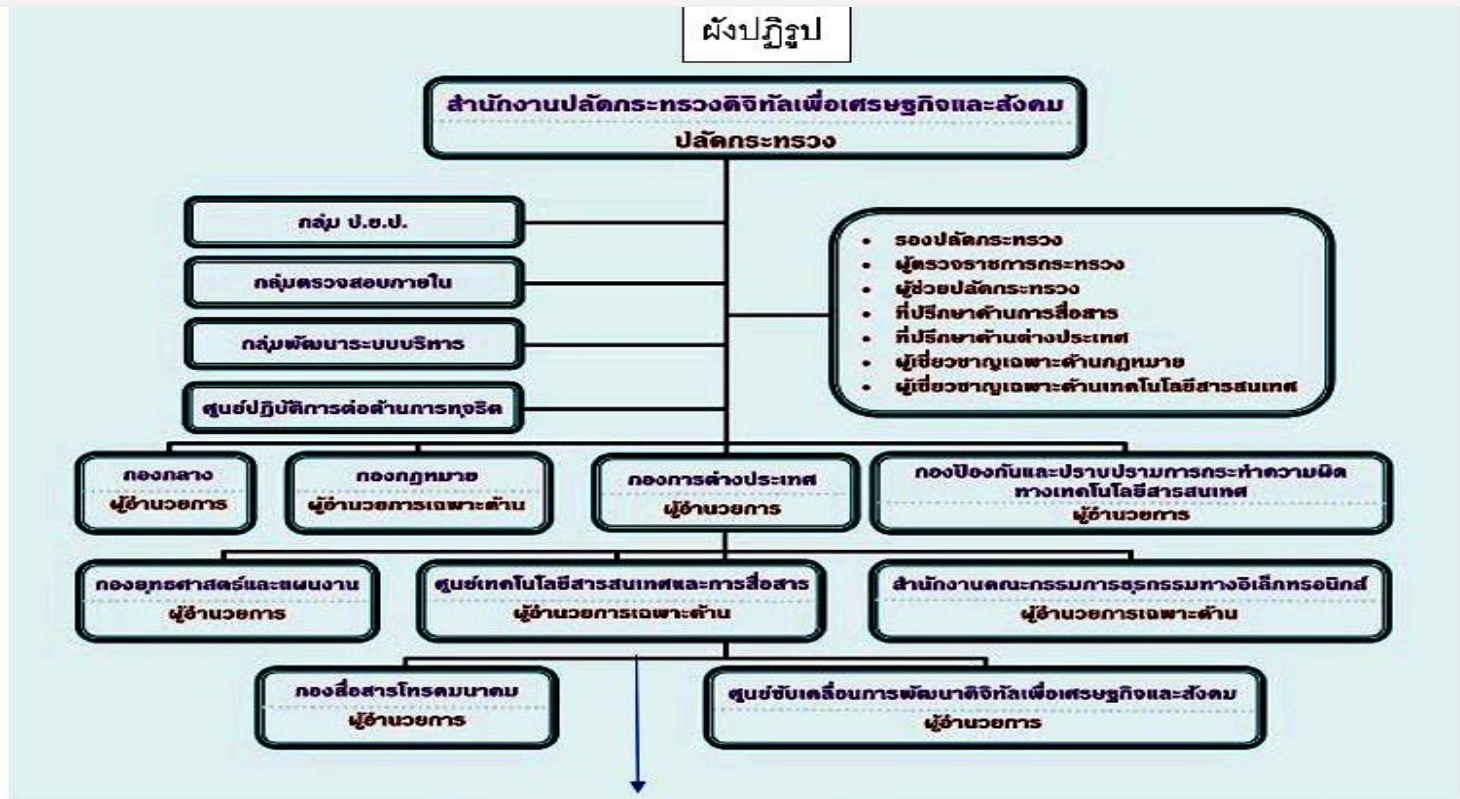 ผังปฏิรูป
สำนักงานปลัดกระทรวงดิจิทัลเพื่อเศรษฐกิจและสังคม
ปลัดกระทรวง
กลุ่ม ป.ย.ป.
กลุ่มตรวจสอบภายใน
กลุ่มพัฒนาระบบบริหาร
ศูนย์ปฏิบัติการต่อต้านการทุจริต
• รองปลัดกระทรวง
• ผู้ตรวจราชการกระทรวง
• ผู้ช่วยปลัดกระทรวง
• ที่ปรึกษาด้านการสื่อสาร
• ที่ปรึกษาด้านต่างประเทศ
• ผู้เชี่ยวชาญเฉพาะด้านกฎหมาย
• ผู้เชี่ยวชาญเฉพาะด้านเทคโนโลยีสารสนเทศ
กองกลาง
ผู้อำนวยการ
กองกฎหมาย
ผู้อำนวยการเฉพาะด้าน
กองการต่างประเทศ
ผู้อำนวยการ
กองป้องกันและปราบปรามการกระทำความผิด
ทางเทคโนโลยีสารสนเทศ
ผู้อำนวยการ
กองยุทธศาสตร์และแผนงาน
ผู้อำนวยการ
ศูนย์เทคโนโลยีสารสนเทศและการสื่อสาร
ผู้อำนวยการเฉพาะด้าน
สำนักงานคณะกรรมการธุรกรรมทางอิเล็กทรอนิกส์
ผู้อำนวยการเฉพาะด้าน
กองสื่อสารโทรคมนาคม
ผู้อำนวยการ
ศูนย์ขับเคลื่อนการพัฒนาดิจิทัลเพื่อเศรษฐกิจและสังคม
ผู้อำนวยการ